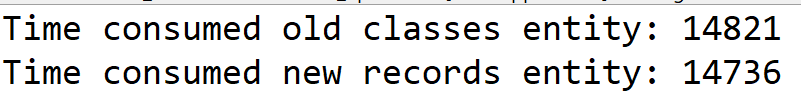 Time consumed old classes entity: 14821
Time consumed new records entity: 14736